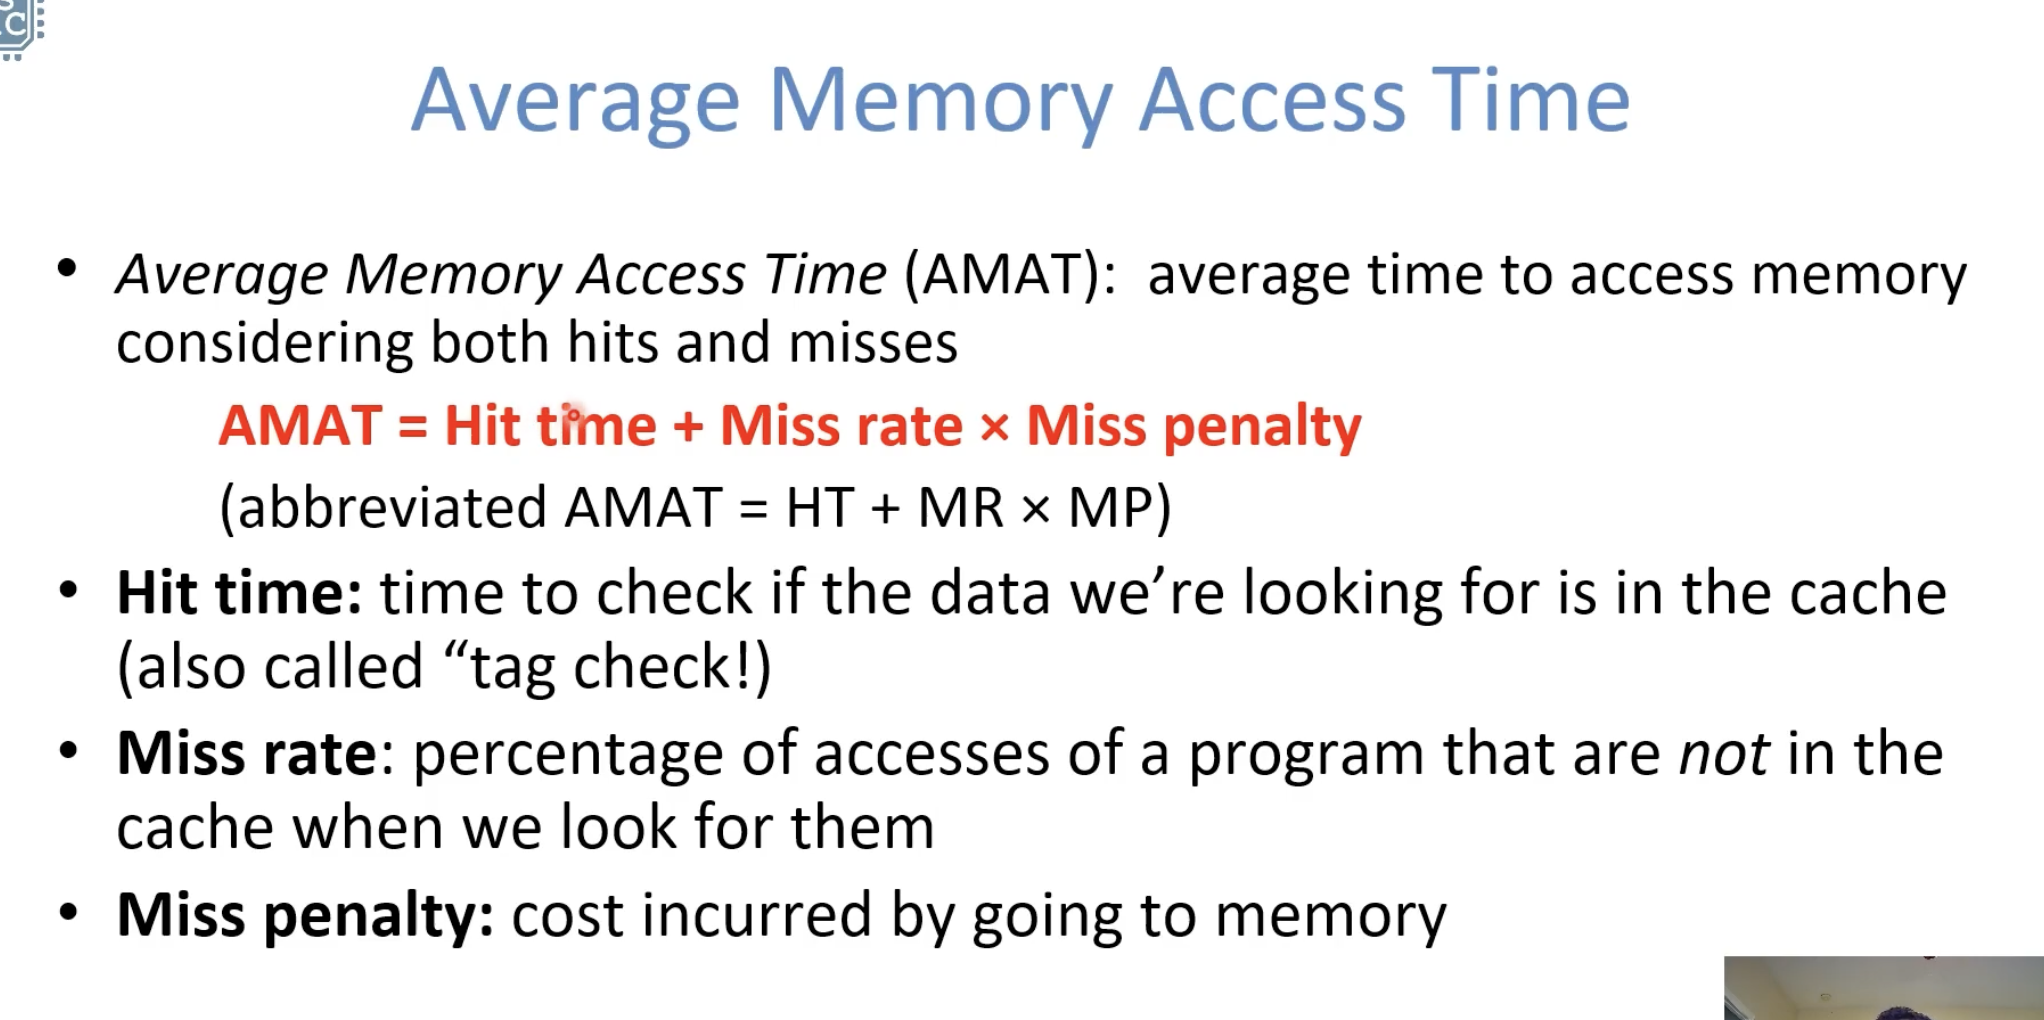 S
C
Average Memory Access Time
• Average Memory Access Time (AMAT): average time to access memory
considering both hits and misses
AMAT = Hit time + Miss rate × Miss penalty
(abbreviated AMAT = HT + MR × MP)
• Hit time: time to check if the data we’re looking for is in the cache
(also called “tag check!)
• Miss rate: percentage of accesses of a program that are not in the
cache when we look for them
• Miss penalty: cost incurred by going to memory